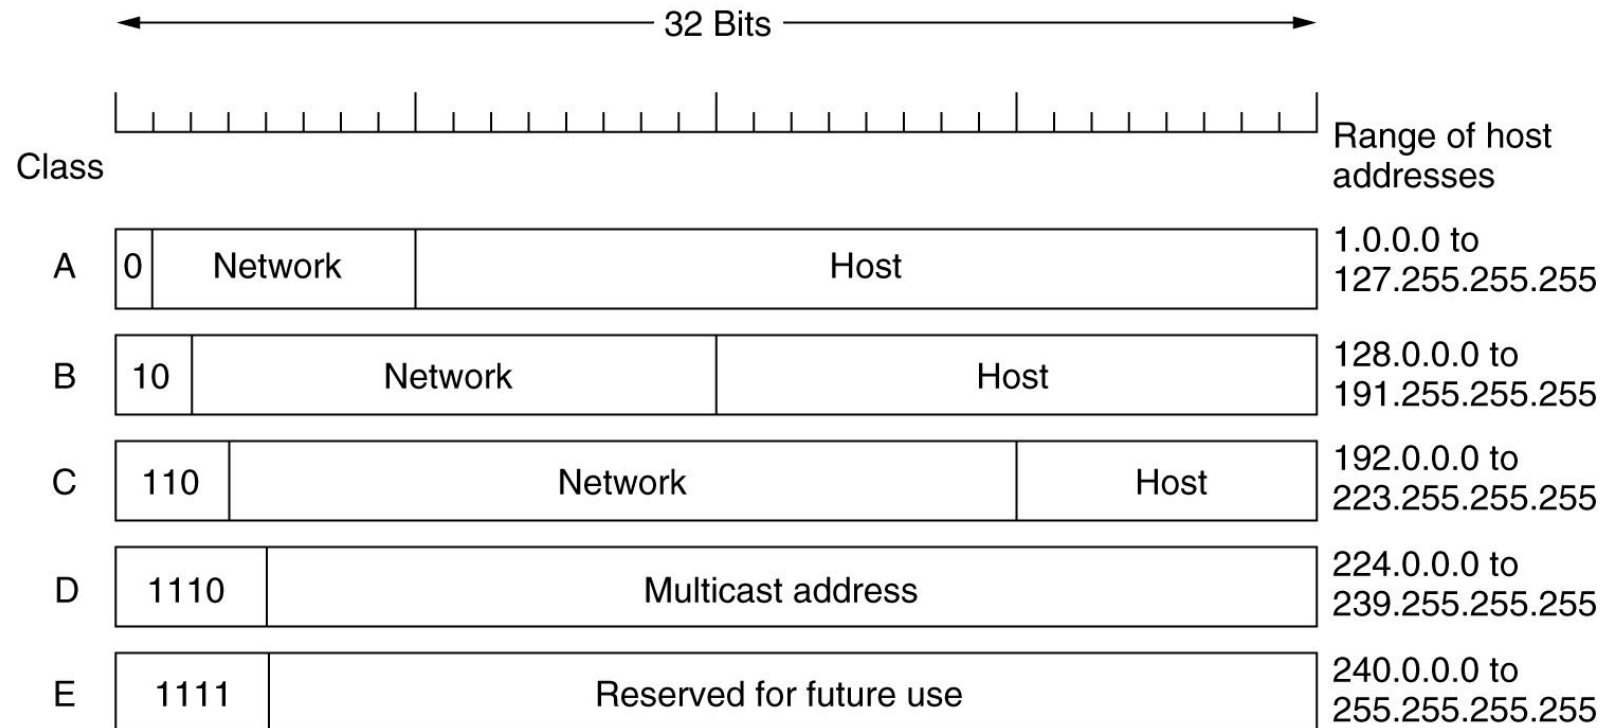 32 Bits
Range of host
addresses
Class
A
0
Network
Host
1.0.0.0 to
127.255.255.255
B
10
Network
Host
128.0.0.0 to
191.255.255.255
C
110
Network
Host
192.0.0.0 to
223.255.255.255
D
1110
Multicast address
224.0.0.0 to
239.255.255.255
E
1111
Reserved for future use
240.0.0.0 to
255.255.255.255